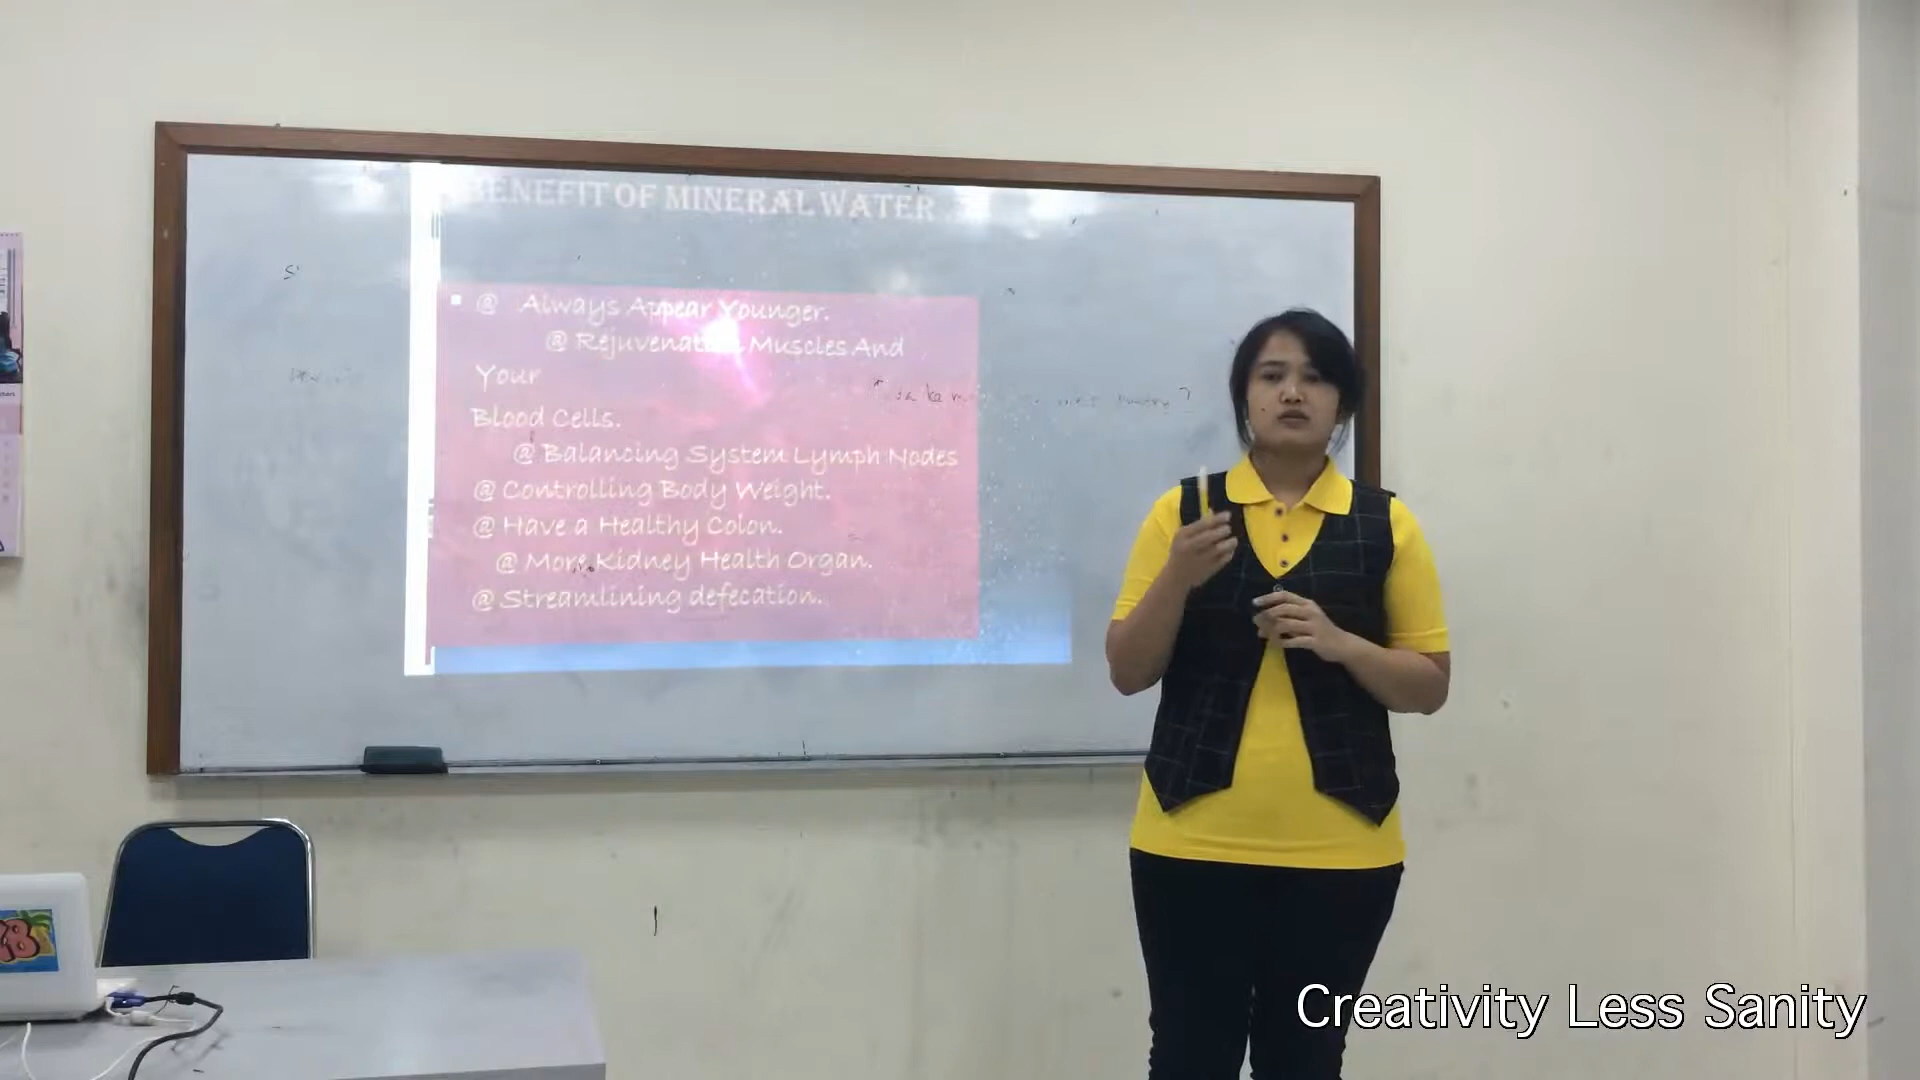 BENEFIT OF MINERAL WATER
@ Always Appear Younger.
@ Rejuvenate Muscles And
Your
Blood Cells.
@ Balancing System Lymph Nodes
@ Controlling Body Weight.
@ Have a Healthy Colon.
@ More Kidney Health Organ.
@ Streamlining defecation.
Creativity Less Sanity